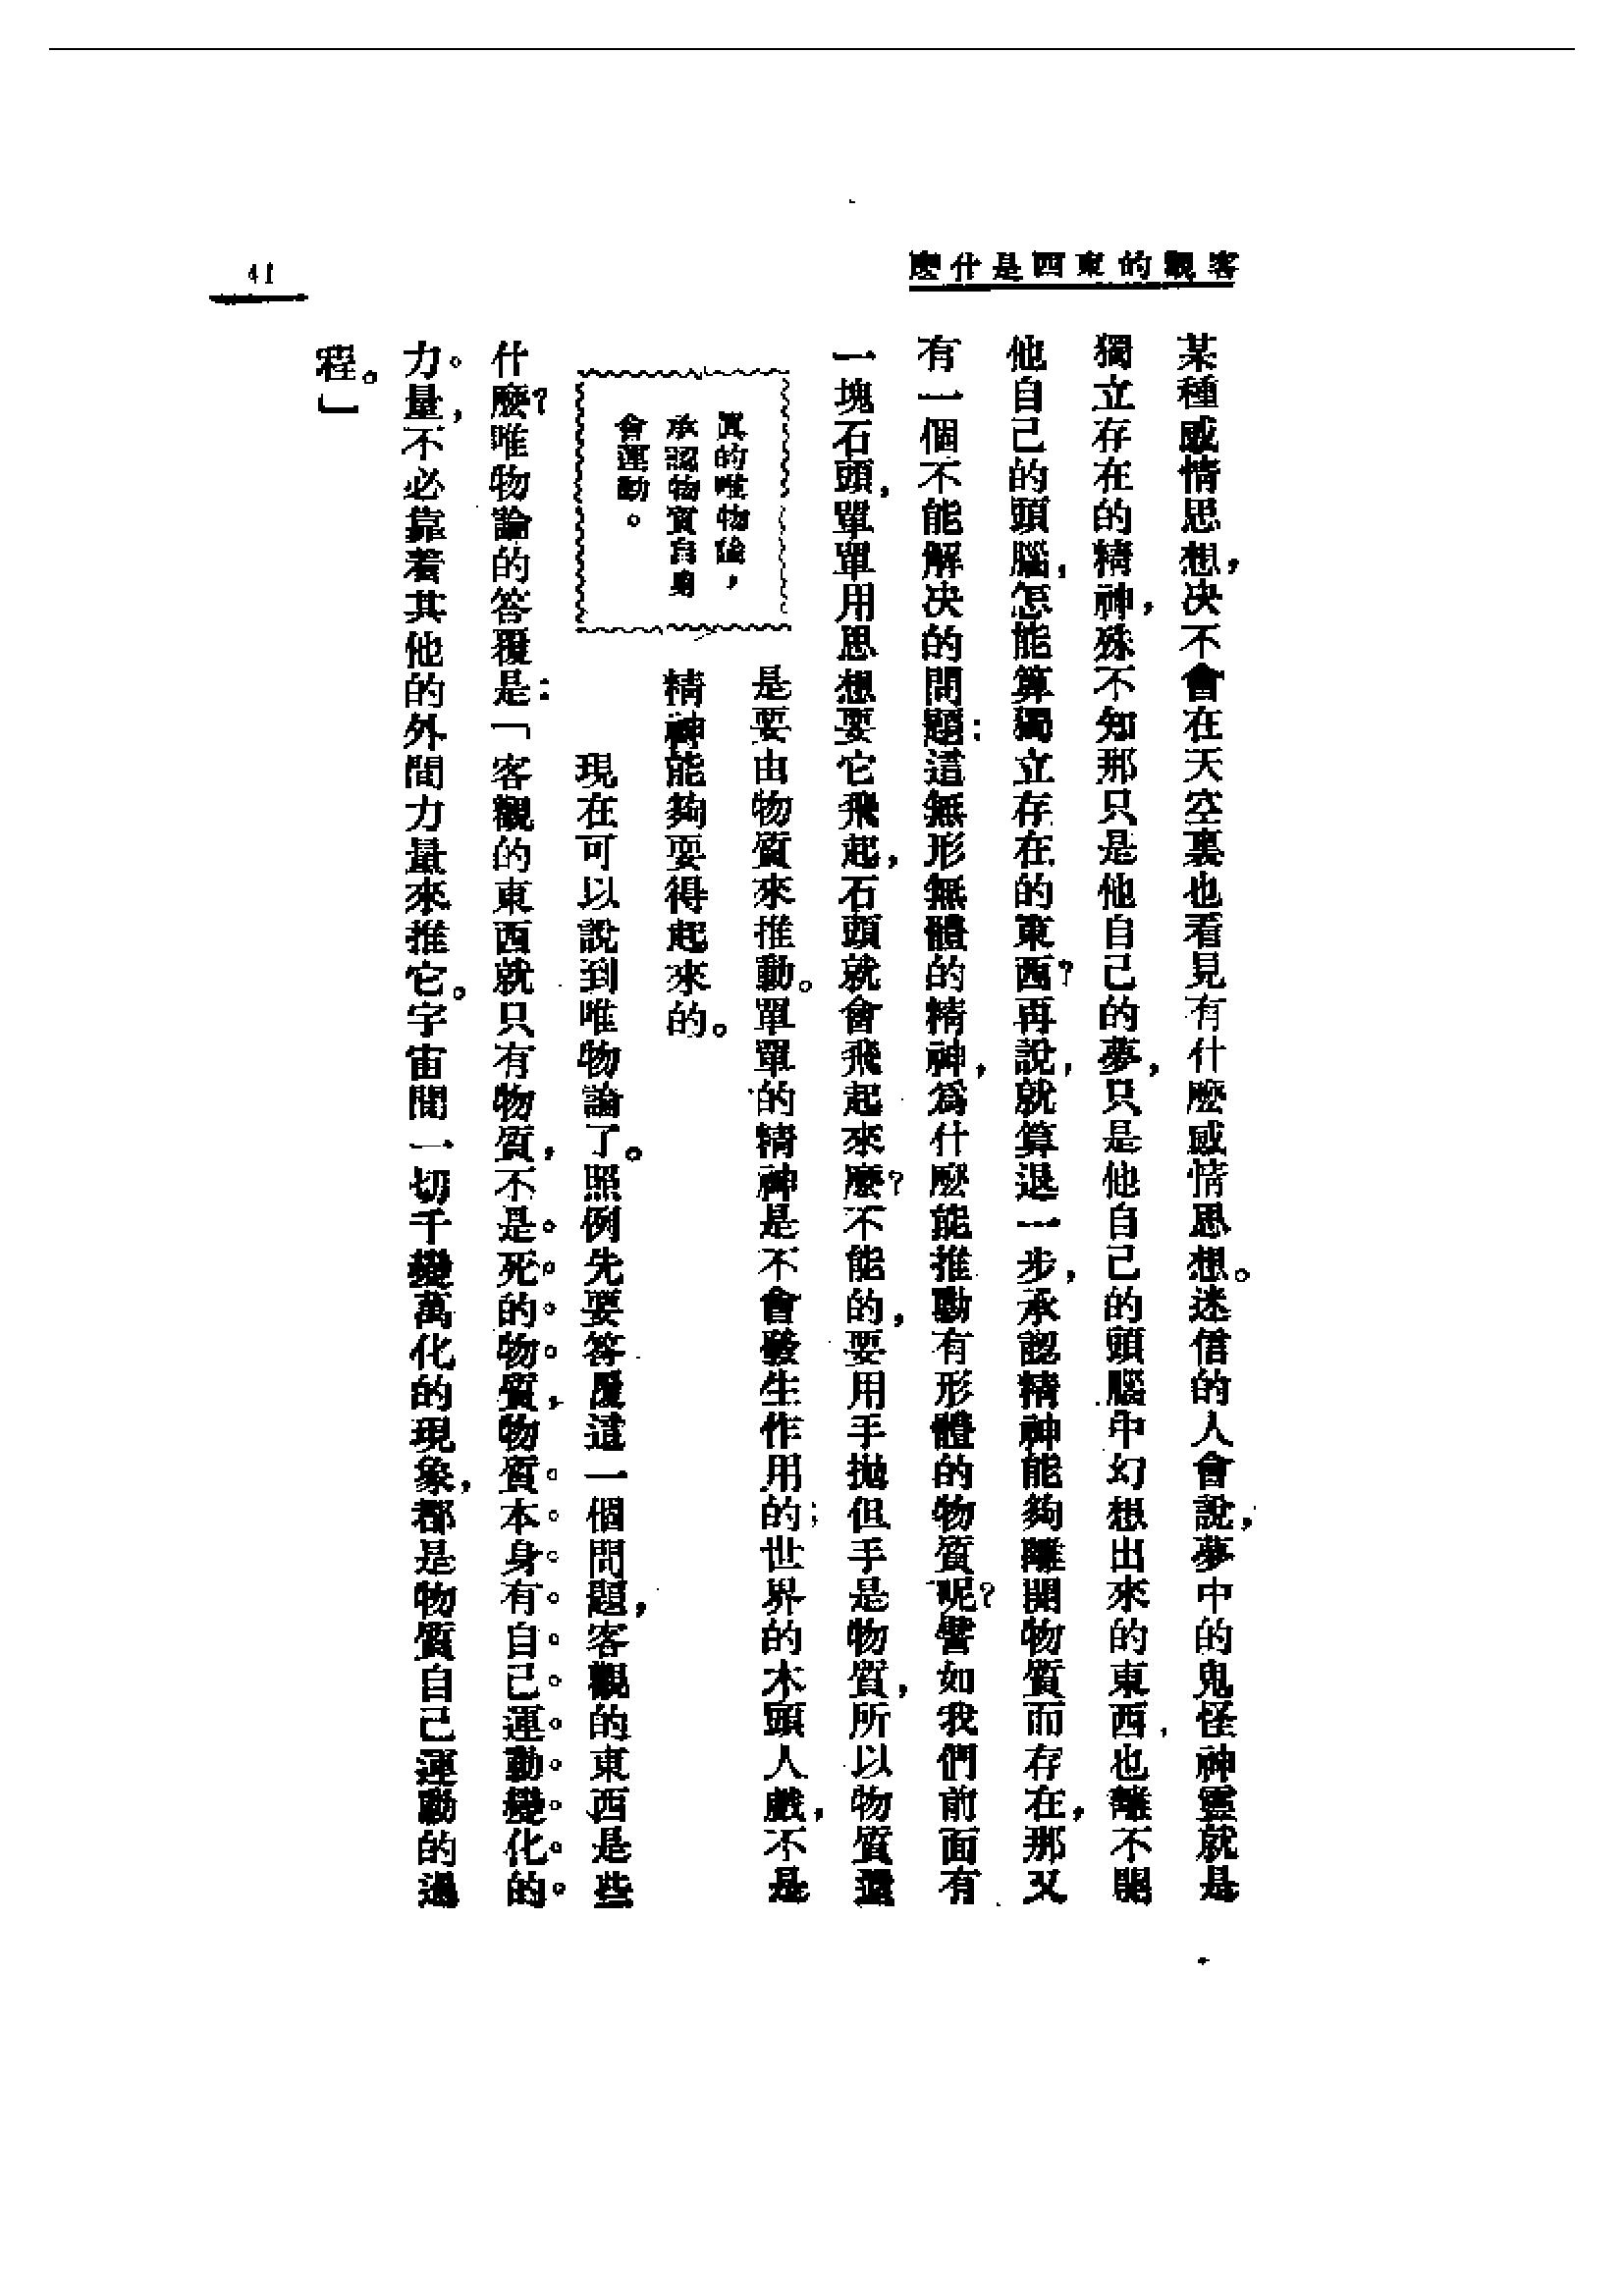 客觀的東西是什麽
41
某種感情思想，決不會在天空裏也看見有什麽感情思想。迷信的人會說，夢中的鬼怪神靈就是
獨立存在的精神，殊不知那只是他自己的夢，只是他自己的頭腦中幻想出來的東西，也離不開
他自己的頭腦，怎能算獨立存在的東西？再說，就算退一步，承認精神能夠離開物質而存在，那又
有一個不能解決的問題：這無形無體的精神，爲什麽能推動有形體的物質呢？譬如我們前面有
一塊石頭，單單用思想要它飛起，石頭就會飛起來麽？不能的，要用手拋但手是物質，所以物質還
是要由物質來推動。單單的精神是不會發生作用的；世界的木頭人戲，不是
精神能夠耍得起來的。
眞的唯物論，
承認物質自身
會運動。
現在可以說到唯物論了。照例先要答覆這一個問題，客觀的東西是些
什麽？唯物論的答覆是：「客觀的東西就只有物質，不是死的物質，物質本身有自己運動變化的
力量，不必靠着其他的外間力量來推它。宇宙間一切千變萬化的現象，都是物質自己運動的過
程。」